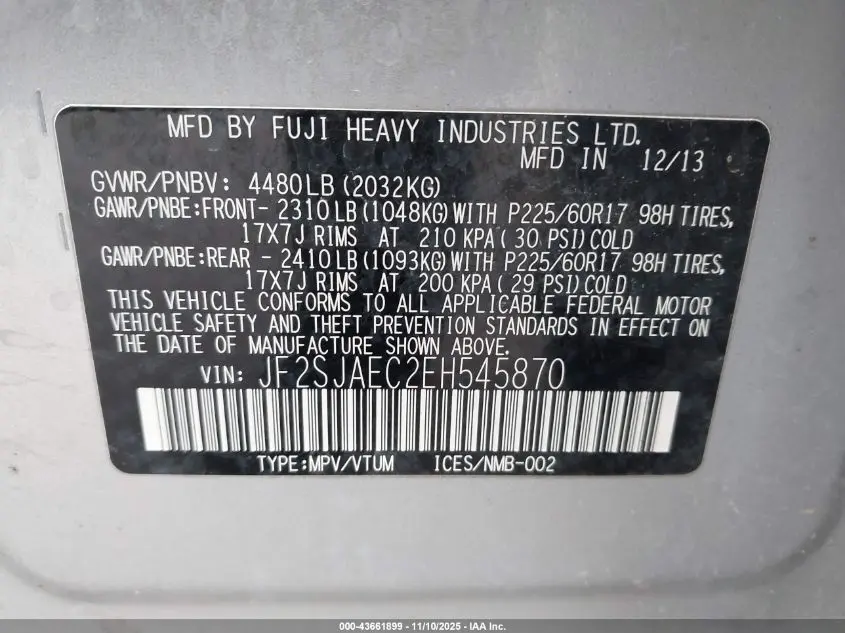 MFD BY FUJI HEAVY INDUSTRIES LTD.
MFD IN 12/13
GVWR/PNBV: 4480LB (2032KG)
GAWR/PNBE:FRONT- 2310LB (1048KG) WITH P225/60R17 98H TIRES,
17X7J RIMS AT 210 KPA( 30 PSI) COLD
GAWR/PNBE:REAR - 2410LB (1093KG) WITH P225/60R17 98H TIRES,
17X7J RIMS AT 200 KPA( 29 PSI) COLD
THIS VEHICLE CONFORMS TO ALL APPLICABLE FEDERAL MOTOR
VEHICLE SAFETY AND THEFT PREVENTION STANDARDS IN EFFECT ON
THE DATE OF MANUFACTURE SHOWN ABOVE.
VIN: JF2SJAEC2EH545870
TYPE:MPV/VTUM ICES/NMB-002
000-43661899 - 11/10/2025 - IAA Inc.